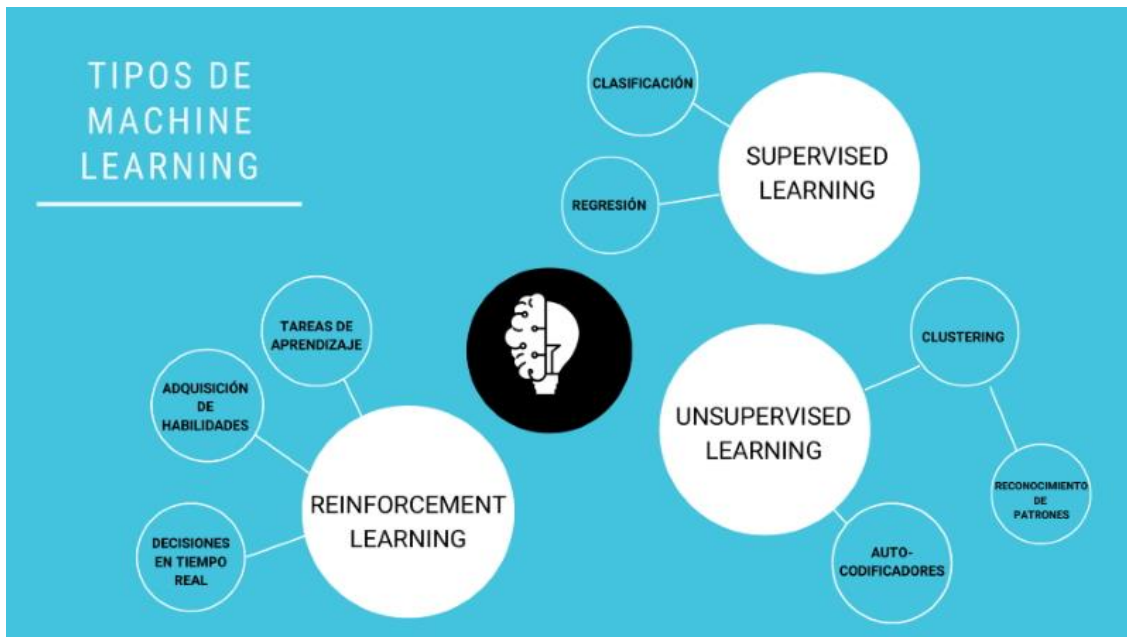 TIPOS DE
MACHINE
LEARNING
CLASIFICACIÓN
REGRESIÓN
SUPERVISED
LEARNING
TAREAS DE
APRENDIZAJE
ADQUISICIÓN
DE
HABILIDADES
DECISIONES
EN TIEMPO
REAL
REINFORCEMENT
LEARNING
UNSUPERVISED
LEARNING
CLUSTERING
RECONOCIMIENTO
DE
PATRONES
AUTO-
CODIFICADORES